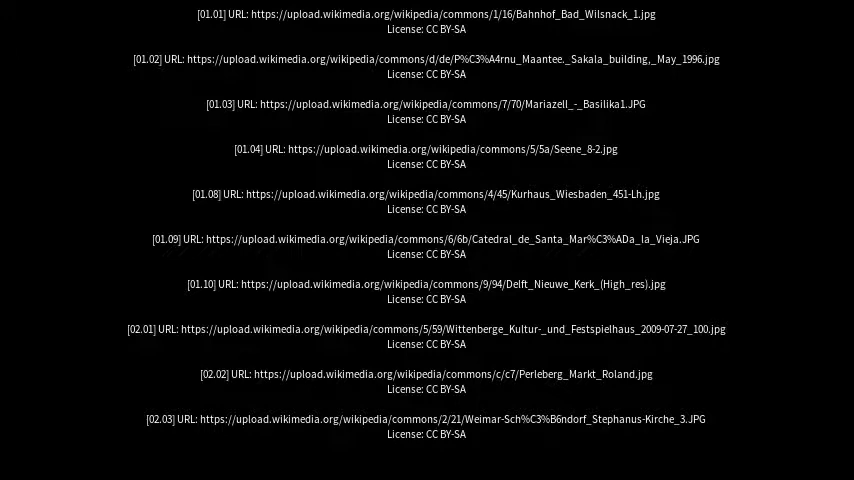 [01.01] URL: https://upload.wikimedia.org/wikipedia/commons/1/16/Bahnhof_Bad_Wilsnack_1.jpg
License: CC BY-SA
[01.02] URL: https://upload.wikimedia.org/wikipedia/commons/d/de/P%C3%A4rnu_Maantee._Sakala_building,_May_1996.jpg
License: CC BY-SA
[01.03] URL: https://upload.wikimedia.org/wikipedia/commons/7/70/Mariazell_-_Basilika1.JPG
License: CC BY-SA
[01.04] URL: https://upload.wikimedia.org/wikipedia/commons/5/5a/Seene_8-2.jpg
License: CC BY-SA
[01.08] URL: https://upload.wikimedia.org/wikipedia/commons/4/45/Kurhaus_Wiesbaden_451-Lh.jpg
License: CC BY-SA
[01.09] URL: https://upload.wikimedia.org/wikipedia/commons/6/6b/Catedral_de_Santa_Mar%C3%ADa_la_Vieja.JPG
License: CC BY-SA
[01.10] URL: https://upload.wikimedia.org/wikipedia/commons/9/94/Delft_Nieuwe_Kerk_(High_res).jpg
License: CC BY-SA
[02.01] URL: https://upload.wikimedia.org/wikipedia/commons/5/59/Wittenberge_Kultur-_und_Festspielhaus_2009-07-27_100.jpg
License: CC BY-SA
[02.02] URL: https://upload.wikimedia.org/wikipedia/commons/c/c7/Perleberg_Markt_Roland.jpg
License: CC BY-SA
[02.03] URL: https://upload.wikimedia.org/wikipedia/commons/2/21/Weimar-Sch%C3%B6ndorf_Stephanus-Kirche_3.JPG
License: CC BY-SA